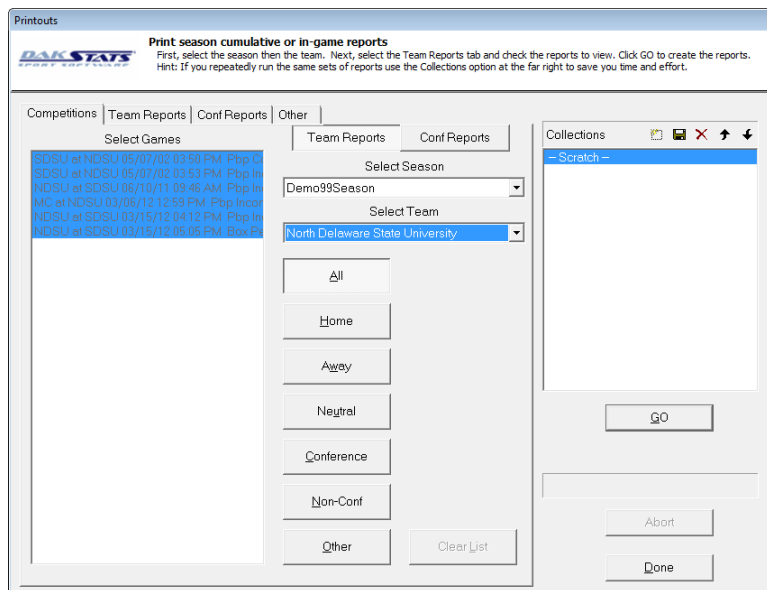 Printouts
DAKSTATS
SPORT SOFTWARE
Print season cumulative or in-game reports
First, select the season then the team. Next, select the Team Reports tab and check the reports to view. Click GO to create the reports.
Hint: If you repeatedly run the same sets of reports use the Collections option at the far right to save you time and effort.
Competitions Team Reports Conf Reports Other
Select Games
SDSU at NDSU 05/07/02 03:50 PM Pbp Co
SDSU at NDSU 05/07/02 03:53 PM Pbp In
NDSU at SDSU 06/10/11 09:46 AM Pbp In
MC at NDSU 03/06/12 12:59 PM Pbp Incor
NDSU at SDSU 03/15/12 04:12 PM Pbp In
NDSU at SDSU 03/15/12 05:05 PM Box Pe
Team Reports Conf Reports
Select Season
Demo99Season
Select Team
North Delaware State University
All
Home
Away
Neutral
Conference
Non-Conf
Other
Clear List
Collections
-- Scratch --
GO
Abort
Done